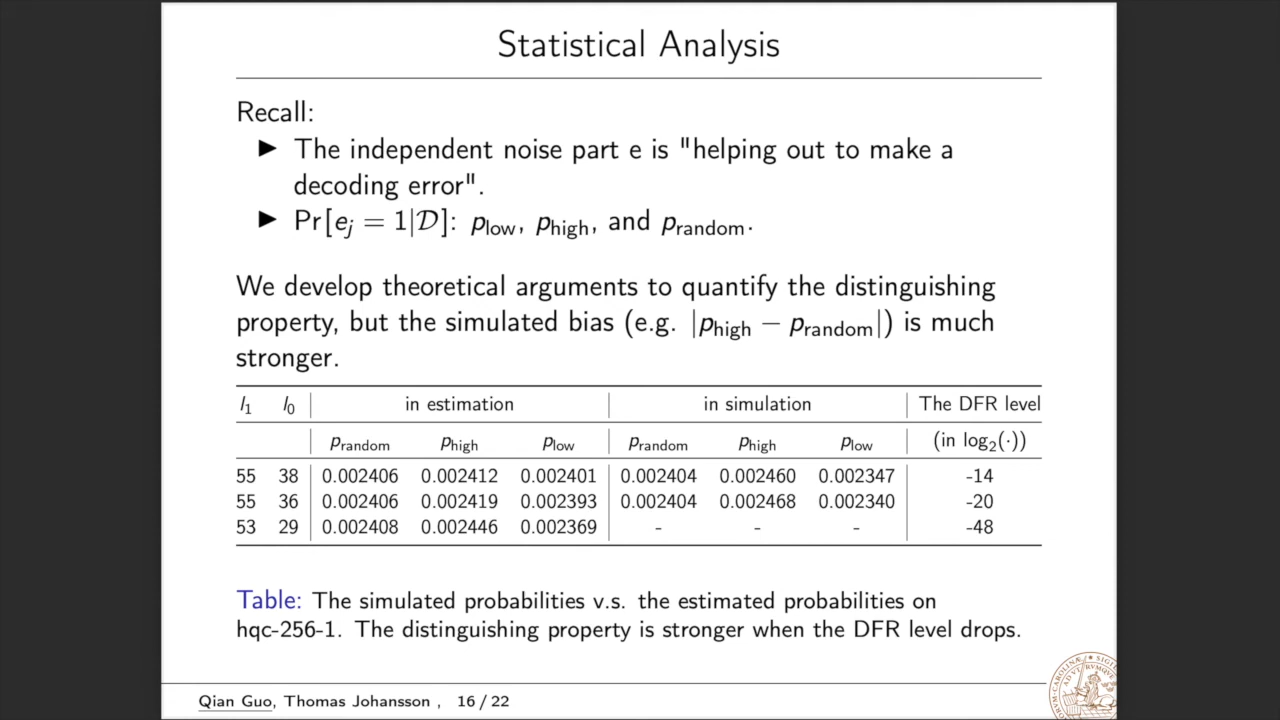 Statistical Analysis
Recall:
▶ The independent noise part e is "helping out to make a
decoding error".
▶ Pr[e_j = 1|𝒟]: p_low, p_high, and p_random.
We develop theoretical arguments to quantify the distinguishing
property, but the simulated bias (e.g. |p_high − p_random|) is much
stronger.
l_1 l_0 in estimation in simulation The DFR level
p_random p_high p_low p_random p_high p_low (in log_2(·))
55 38 0.002406 0.002412 0.002401 0.002404 0.002460 0.002347 -14
55 36 0.002406 0.002419 0.002393 0.002404 0.002468 0.002340 -20
53 29 0.002408 0.002446 0.002369 - - - -48
Table: The simulated probabilities v.s. the estimated probabilities on
hqc-256-1. The distinguishing property is stronger when the DFR level drops.
Qian Guo, Thomas Johansson , 16 / 22